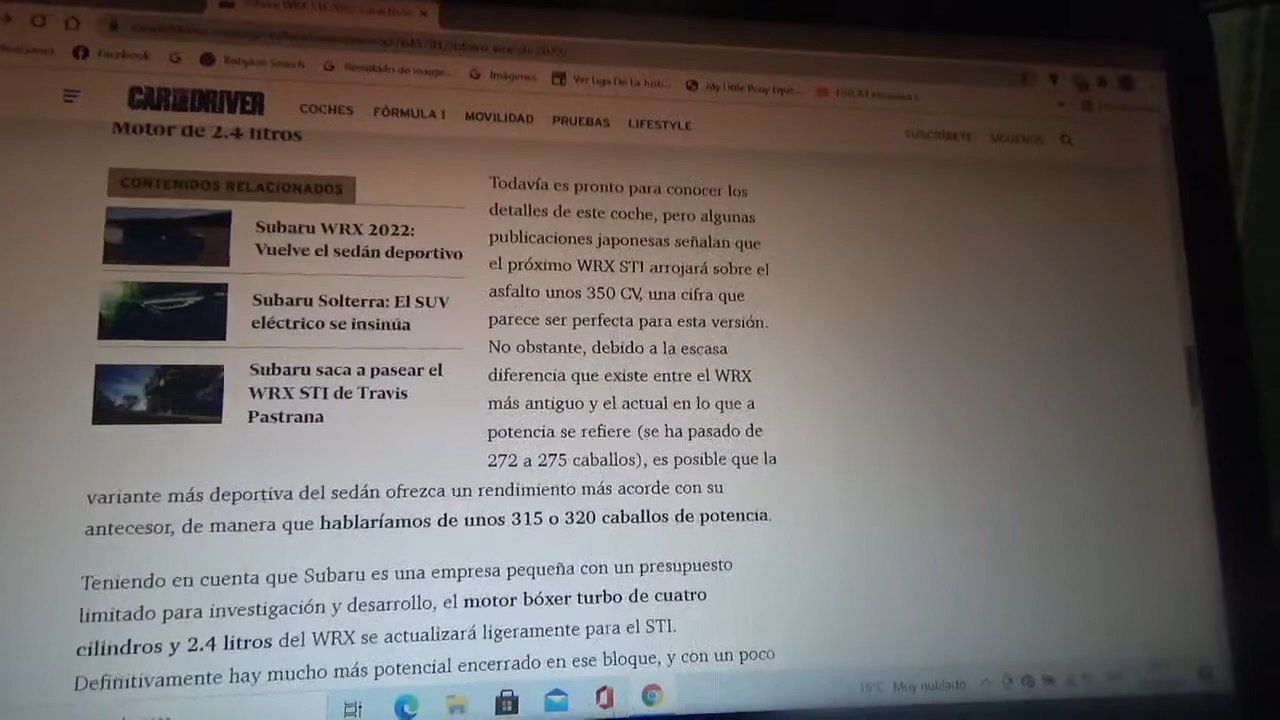 Facebook
Babylon Search
Resultado de image...
Imágenes
Ver Liga De La Justi...
My Little Pony Eque...
CAR AND DRIVER
COCHES
FÓRMULA 1
MOVILIDAD
PRUEBAS
LIFESTYLE
SUSCRÍBETE
SÍGUENOS
Motor de 2.4 litros
CONTENIDOS RELACIONADOS
Subaru WRX 2022:
Vuelve el sedán deportivo
Subaru Solterra: El SUV
eléctrico se insinúa
Subaru saca a pasear el
WRX STI de Travis
Pastrana
Todavía es pronto para conocer los
detalles de este coche, pero algunas
publicaciones japonesas señalan que
el próximo WRX STI arrojará sobre el
asfalto unos 350 CV, una cifra que
parece ser perfecta para esta versión.
No obstante, debido a la escasa
diferencia que existe entre el WRX
más antiguo y el actual en lo que a
potencia se refiere (se ha pasado de
272 a 275 caballos), es posible que la
variante más deportiva del sedán ofrezca un rendimiento más acorde con su
antecesor, de manera que hablaríamos de unos 315 o 320 caballos de potencia.
Teniendo en cuenta que Subaru es una empresa pequeña con un presupuesto
limitado para investigación y desarrollo, el motor bóxer turbo de cuatro
cilindros y 2.4 litros del WRX se actualizará ligeramente para el STI.
Definitivamente hay mucho más potencial encerrado en ese bloque, y con un poco
15°C Muy nublado